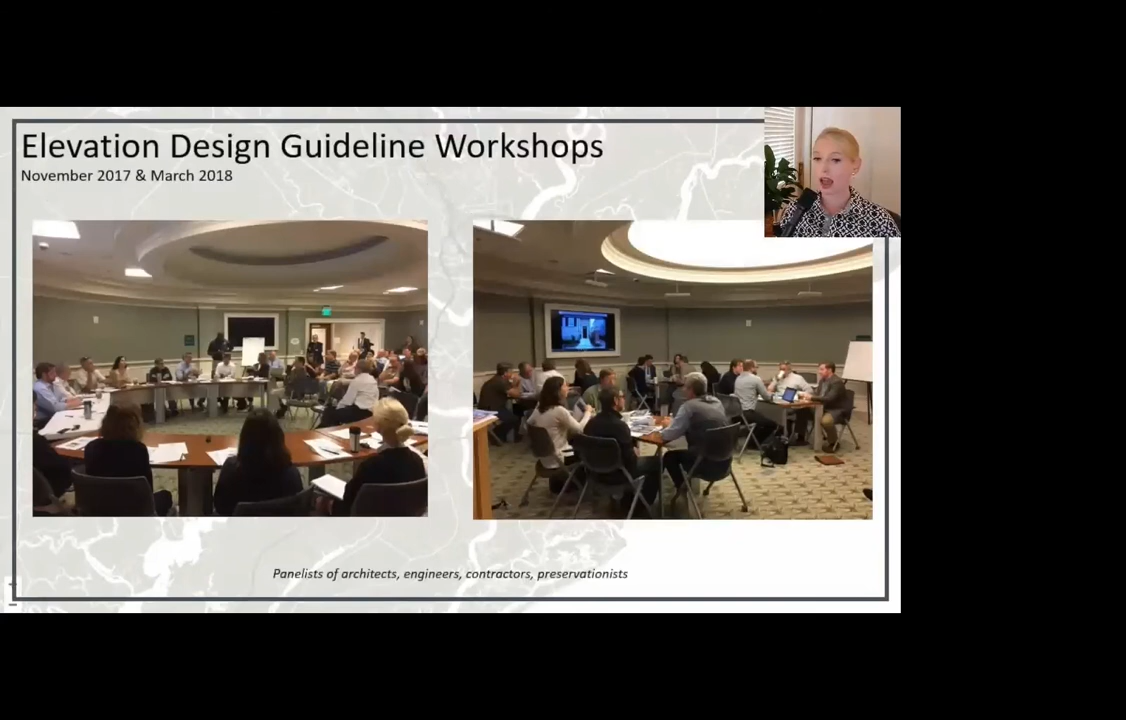 Elevation Design Guideline Workshops
November 2017 & March 2018
Panelists of architects, engineers, contractors, preservationists